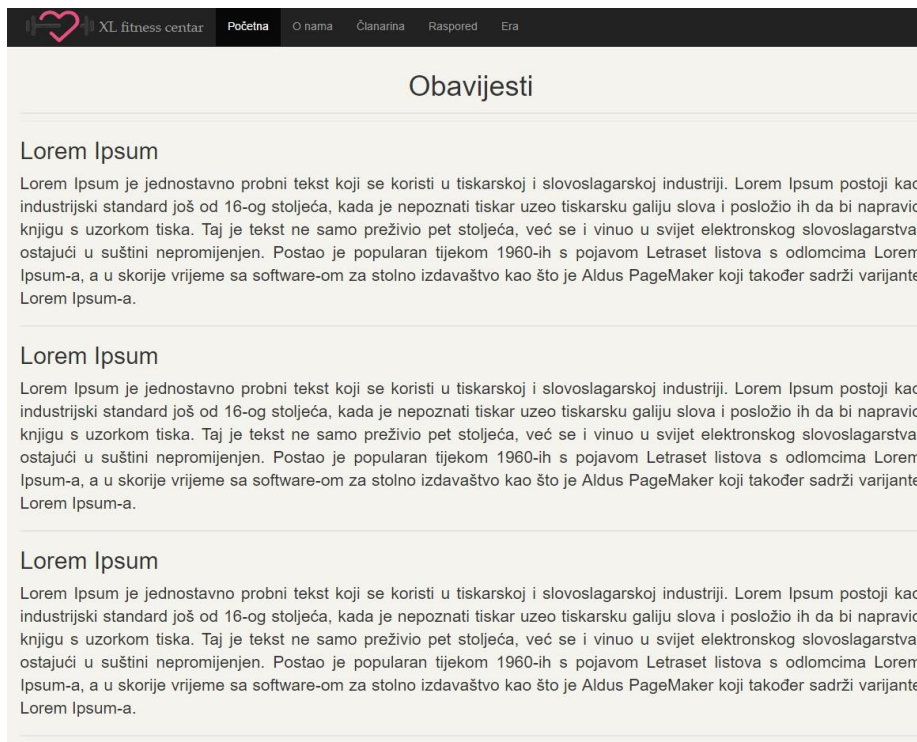 XL fitness centar Početna O nama Članarina Raspored Era
Obavijesti
Lorem Ipsum
Lorem Ipsum je jednostavno probni tekst koji se koristi u tiskarskoj i slovoslagarskoj industriji. Lorem Ipsum postoji kao
industrijski standard još od 16-og stoljeća, kada je nepoznati tiskar uzeo tiskarsku galiju slova i posložio ih da bi napravio
knjigu s uzorkom tiska. Taj je tekst ne samo preživio pet stoljeća, već se i vinuo u svijet elektronskog slovoslagarstva
ostajući u suštini nepromijenjen. Postao je popularan tijekom 1960-ih s pojavom Letraset listova s odlomcima Lorem
Ipsum-a, a u skorije vrijeme sa software-om za stolno izdavaštvo kao što je Aldus PageMaker koji također sadrži varijante
Lorem Ipsum-a.
Lorem Ipsum
Lorem Ipsum je jednostavno probni tekst koji se koristi u tiskarskoj i slovoslagarskoj industriji. Lorem Ipsum postoji kao
industrijski standard još od 16-og stoljeća, kada je nepoznati tiskar uzeo tiskarsku galiju slova i posložio ih da bi napravio
knjigu s uzorkom tiska. Taj je tekst ne samo preživio pet stoljeća, već se i vinuo u svijet elektronskog slovoslagarstva
ostajući u suštini nepromijenjen. Postao je popularan tijekom 1960-ih s pojavom Letraset listova s odlomcima Lorem
Ipsum-a, a u skorije vrijeme sa software-om za stolno izdavaštvo kao što je Aldus PageMaker koji također sadrži varijante
Lorem Ipsum-a.
Lorem Ipsum
Lorem Ipsum je jednostavno probni tekst koji se koristi u tiskarskoj i slovoslagarskoj industriji. Lorem Ipsum postoji kao
industrijski standard još od 16-og stoljeća, kada je nepoznati tiskar uzeo tiskarsku galiju slova i posložio ih da bi napravio
knjigu s uzorkom tiska. Taj je tekst ne samo preživio pet stoljeća, već se i vinuo u svijet elektronskog slovoslagarstva
ostajući u suštini nepromijenjen. Postao je popularan tijekom 1960-ih s pojavom Letraset listova s odlomcima Lorem
Ipsum-a, a u skorije vrijeme sa software-om za stolno izdavaštvo kao što je Aldus PageMaker koji također sadrži varijante
Lorem Ipsum-a.